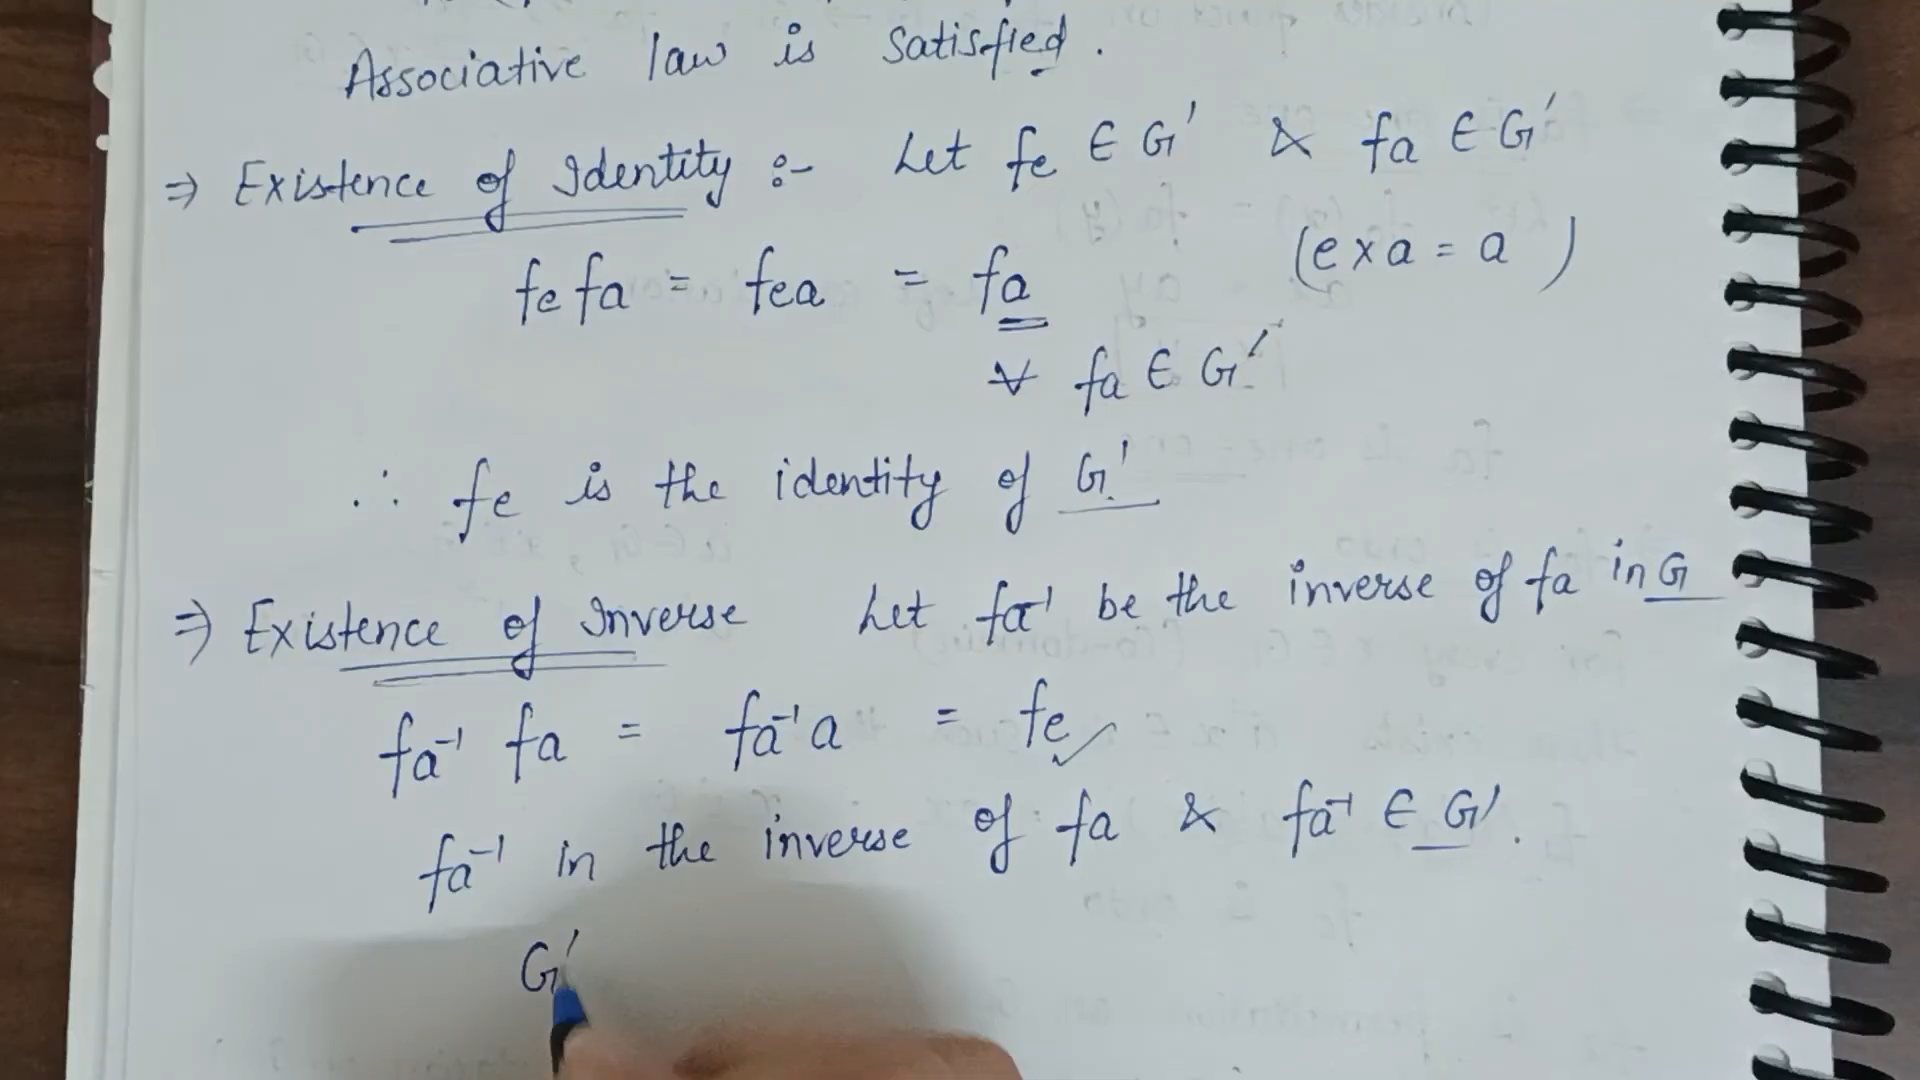 Associative law is satisfied.
⇒ Existence of Identity :- Let fe ∈ G' & fa ∈ G'
fe fa = fea = fa (e x a = a)
∀ fa ∈ G'
∴ fe is the identity of G'
⇒ Existence of Inverse Let fa⁻¹ be the inverse of fa in G
fa⁻¹ fa = fa⁻¹a = fe
fa⁻¹ in the inverse of fa & fa⁻¹ ∈ G'.
G'